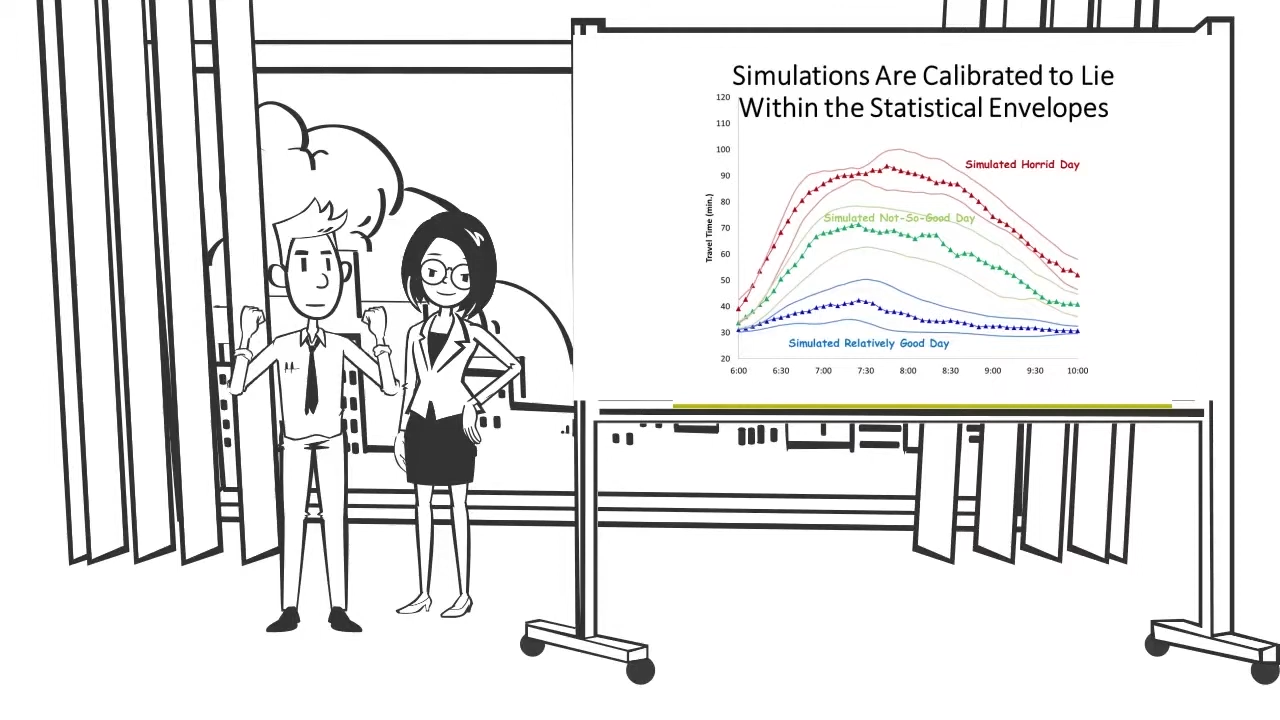 Simulations Are Calibrated to Lie
Within the Statistical Envelopes
120
110
100
90
80
70
60
50
40
30
20
Travel Time (min.)
Simulated Horrid Day
Simulated Not-So-Good Day
Simulated Relatively Good Day
6:00 6:30 7:00 7:30 8:00 8:30 9:00 9:30 10:00